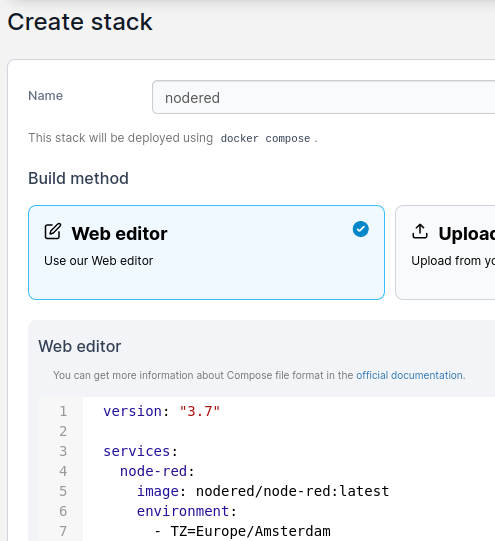 Create stack
Name
nodered
This stack will be deployed using docker compose .
Build method
Web editor
Use our Web editor
Upload from
Web editor
You can get more information about Compose file format in the official documentation.
1 version: "3.7"
2
3 services:
4 node-red:
5 image: nodered/node-red:latest
6 environment:
7 - TZ=Europe/Amsterdam